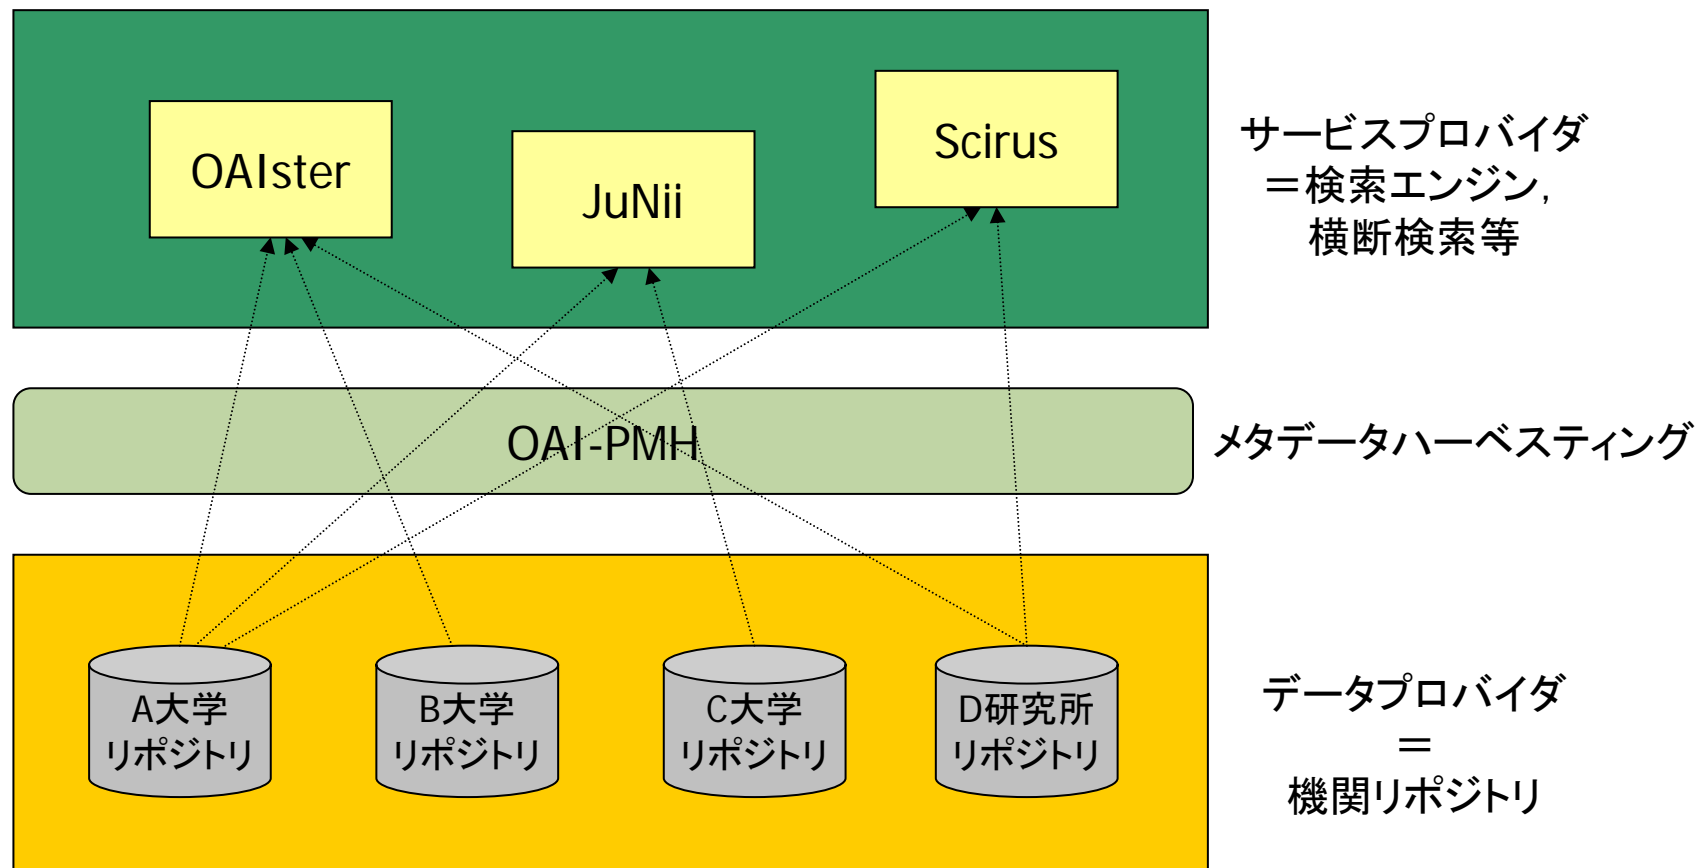 OAIster
JuNii
Scirus
サービスプロバイダ
＝検索エンジン，
横断検索等
OAI-PMH
メタデータハーベスティング
A大学
リポジトリ
B大学
リポジトリ
C大学
リポジトリ
D研究所
リポジトリ
データプロバイダ
＝
機関リポジトリ